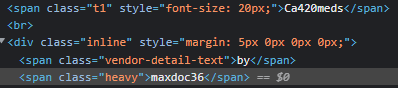 <span class="t1" style="font-size: 20px;">Ca420meds</span>
<br>
<div class="inline" style="margin: 5px 0px 0px 0px;">
<span class="vendor-detail-text">by</span>
<span class="heavy">maxdoc36</span> == $0